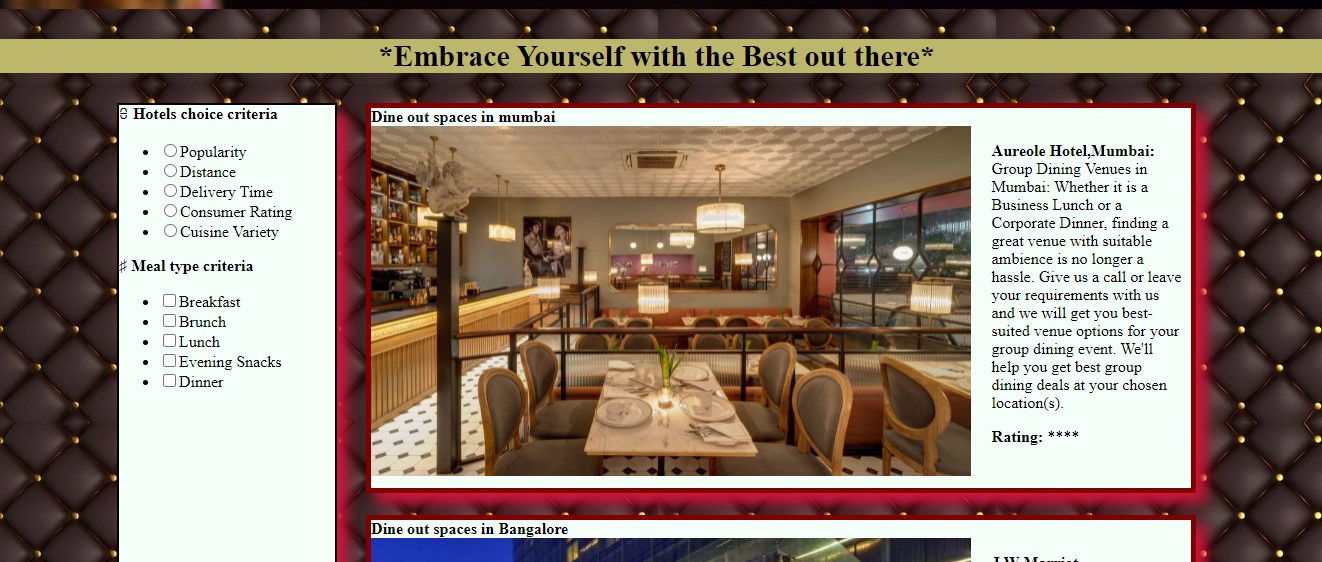 *Embrace Yourself with the Best out there*
Hotels choice criteria
Popularity
Distance
Delivery Time
Consumer Rating
Cuisine Variety
Meal type criteria
Breakfast
Brunch
Lunch
Evening Snacks
Dinner
Dine out spaces in mumbai
Aureole Hotel,Mumbai:
Group Dining Venues in
Mumbai: Whether it is a
Business Lunch or a
Corporate Dinner, finding a
great venue with suitable
ambience is no longer a
hassle. Give us a call or leave
your requirements with us
and we will get you best-
suited venue options for your
group dining event. We'll
help you get best group
dining deals at your chosen
location(s).
Rating: ****
Dine out spaces in Bangalore